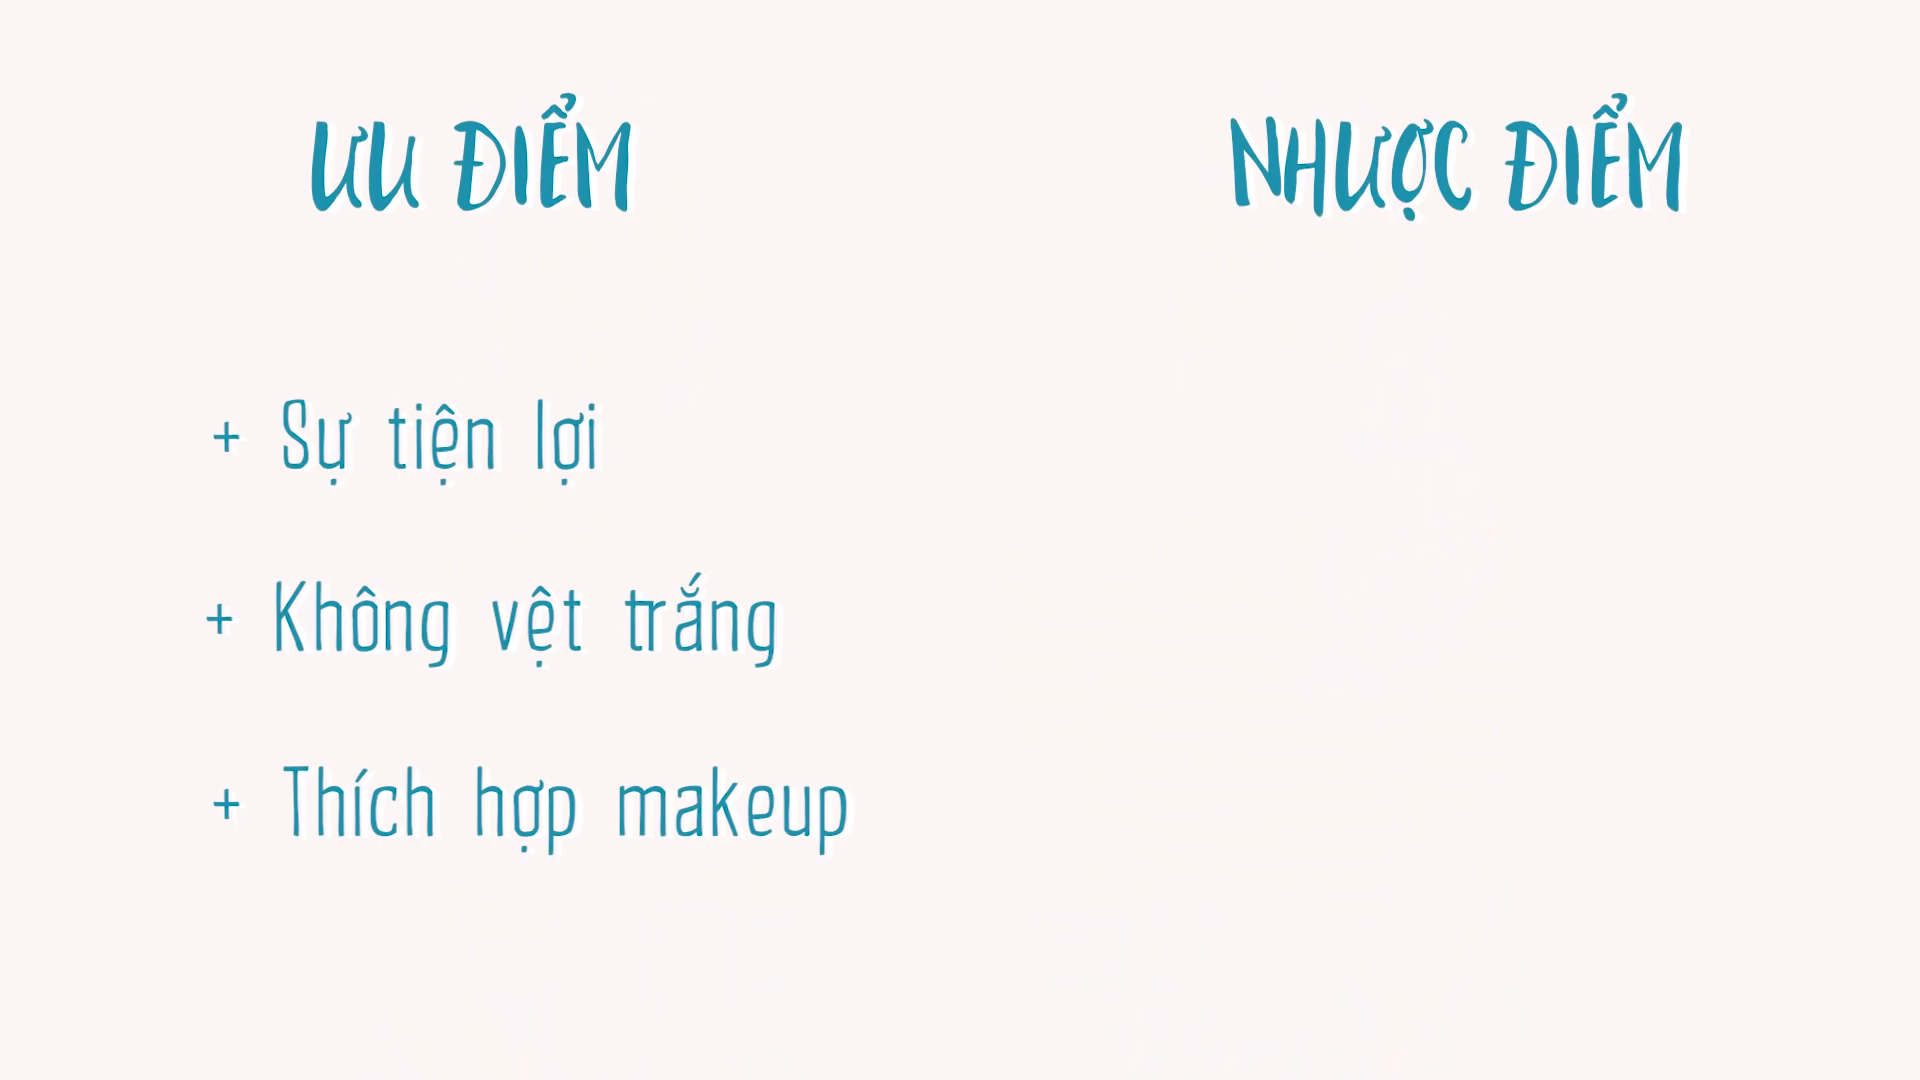 ƯU ĐIỂM
NHƯỢC ĐIỂM
+ Sự tiện lợi
+ Không vệt trắng
+ Thích hợp makeup